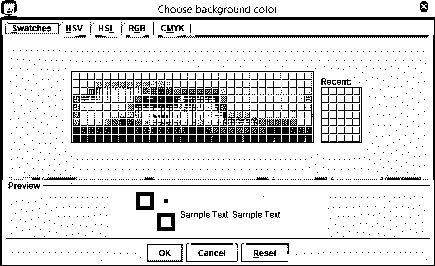 Choose background color
Swatches HSV HSL RGB CMYK
Recent:
Preview
Sample Text Sample Text
OK Cancel Reset